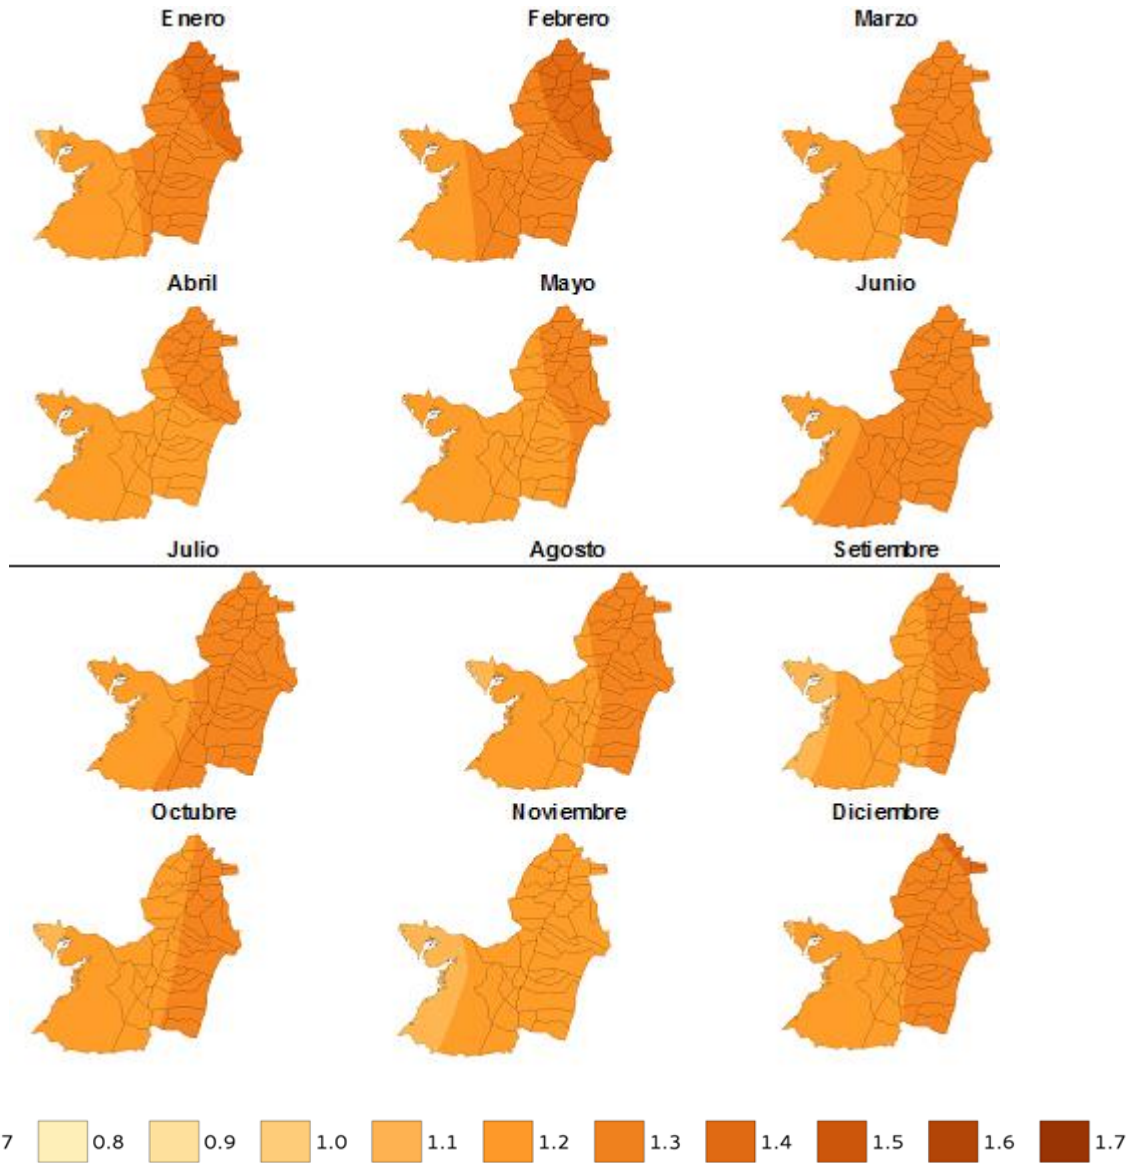 Enero Febrero Marzo
Abril Mayo Junio
Julio Agosto Setiembre
Octubre Noviembre Diciembre
7 0.8 0.9 1.0 1.1 1.2 1.3 1.4 1.5 1.6 1.7